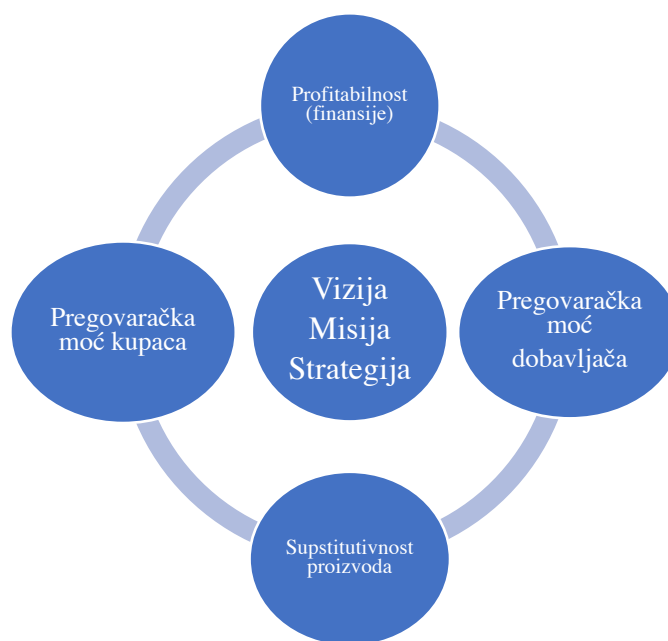 Profitabilnost
(finansije)
Pregovaračka
moć kupaca
Vizija
Misija
Strategija
Pregovaračka
moć
dobavljača
Supstitutivnost
proizvoda